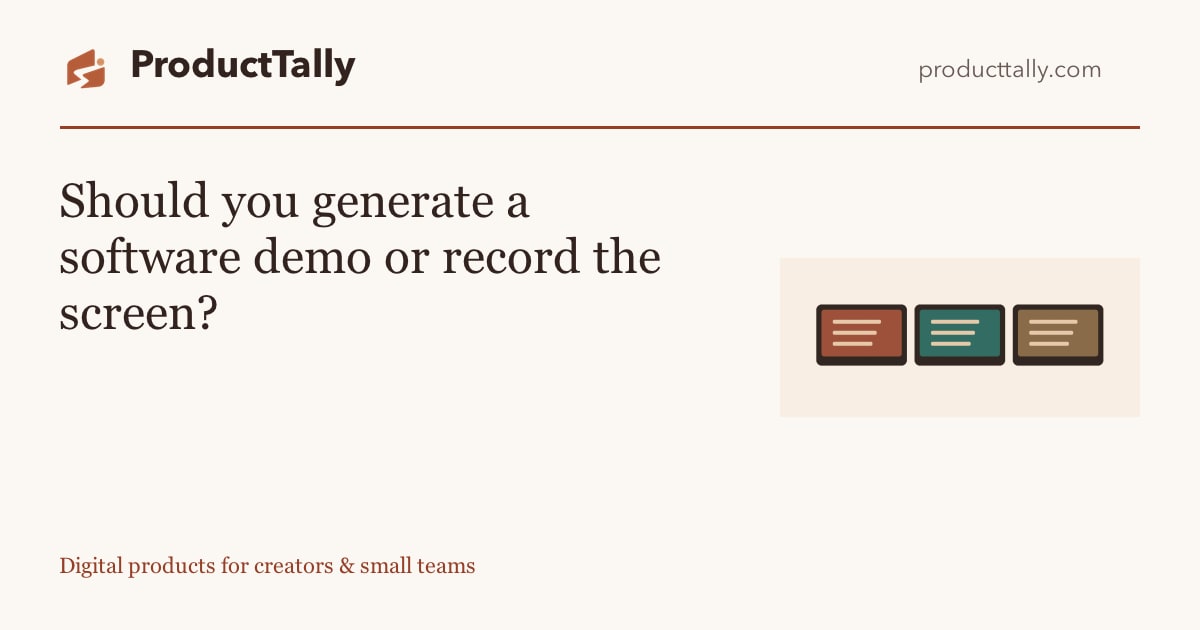 ProductTally
producttally.com
Should you generate a
software demo or record the
screen?
Digital products for creators & small teams